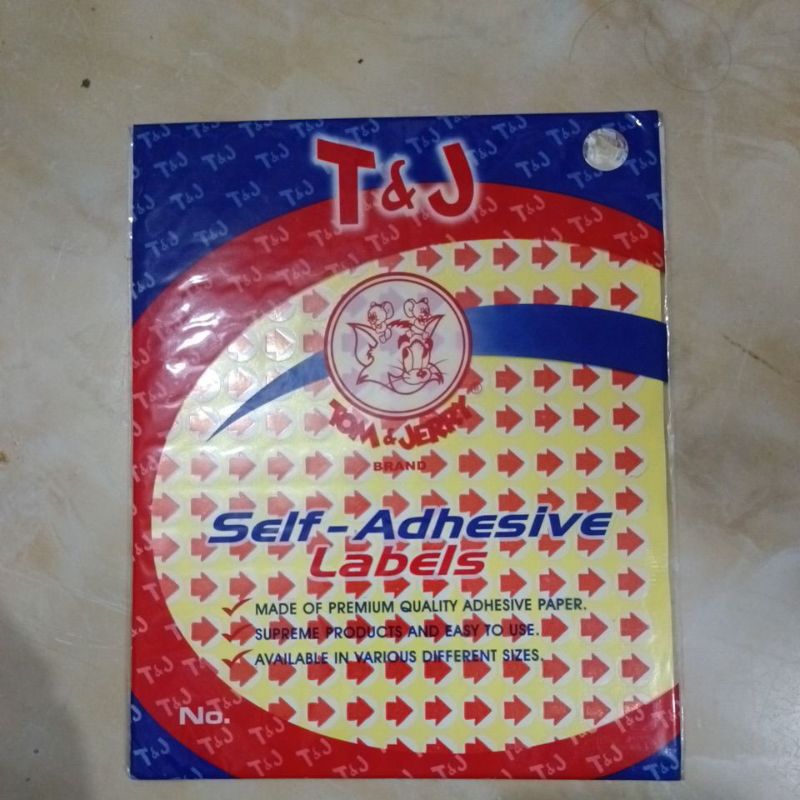 T&J
TOM & JERRY
®
BRAND
Self-Adhesive
Labels
MADE OF PREMIUM QUALITY ADHESIVE PAPER.
SUPREME PRODUCTS AND EASY TO USE.
AVAILABLE IN VARIOUS DIFFERENT SIZES.
No.